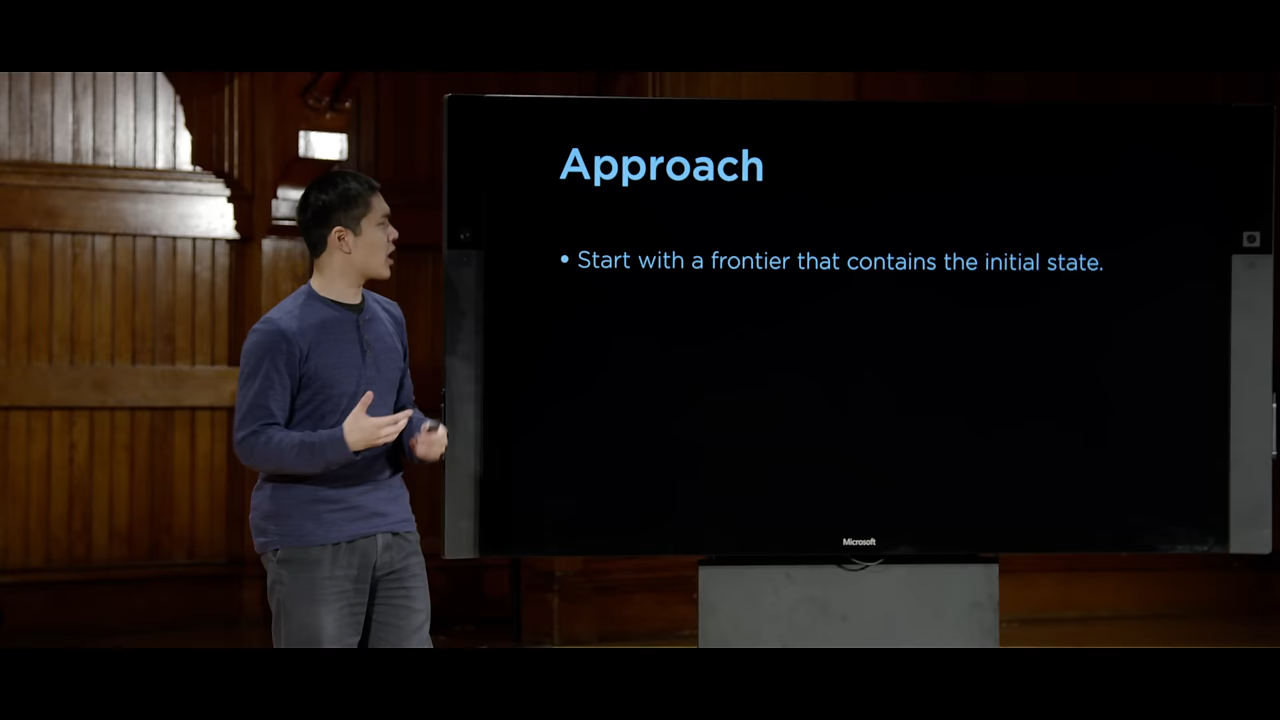 Approach
• Start with a frontier that contains the initial state.
Microsoft